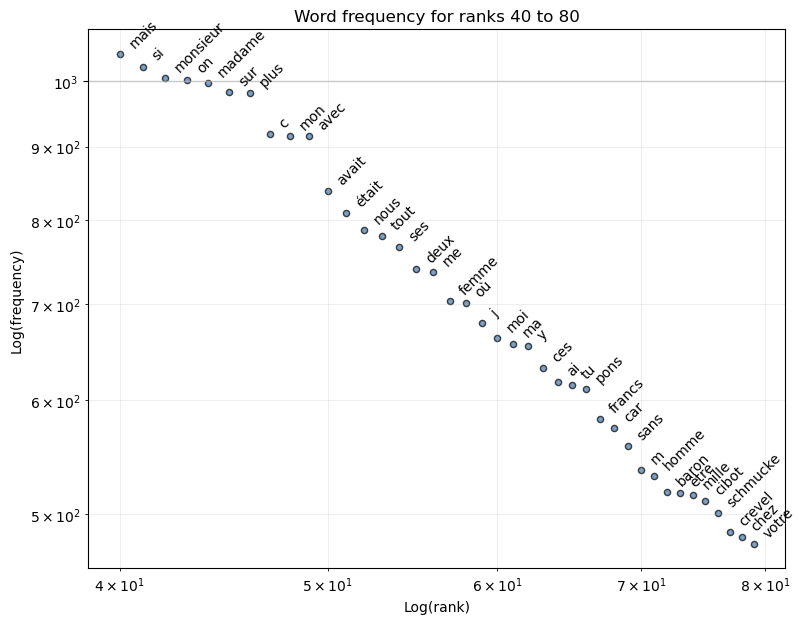 Word frequency for ranks 40 to 80
mais
si
monsieur
on
madame
sur
plus
c
mon
avec
avait
était
nous
tout
ses
deux
me
femme
où
j
moi
ma
y
ces
ai
tu
pons
francs
car
sans
m
homme
baron
être
mille
cibot
schmucke
crevel
chez
votre
10³
9 × 10²
8 × 10²
7 × 10²
6 × 10²
5 × 10²
Log(frequency)
4 × 10¹
5 × 10¹
6 × 10¹
7 × 10¹
8 × 10¹
Log(rank)